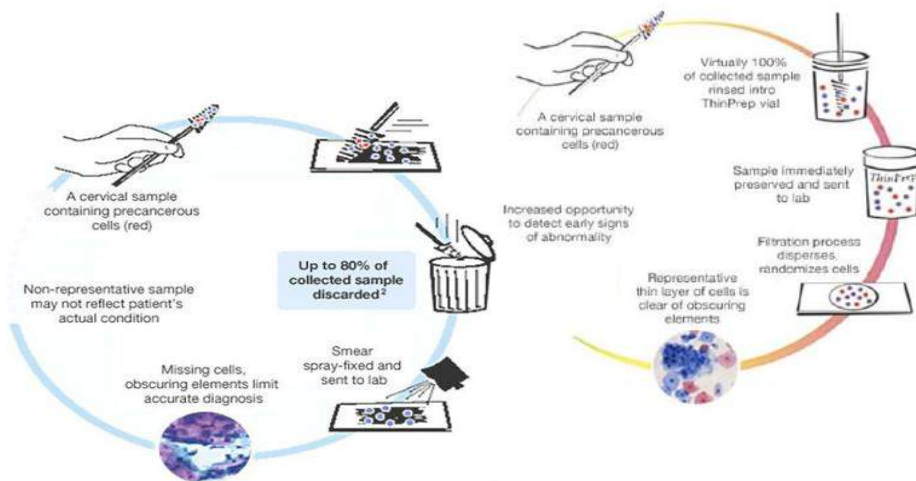 A cervical sample
containing precancerous
cells (red)
Up to 80% of
collected sample
discarded²
Smear
spray-fixed and
sent to lab
Missing cells,
obscuring elements limit
accurate diagnosis
Non-representative sample
may not reflect patient's
actual condition
A cervical sample
containing precancerous
cells (red)
Virtually 100%
of collected sample
rinsed intro
ThinPrep vial
ThinPrep
Sample immediately
preserved and sent
to lab
Filtration process
disperses,
randomizes cells
Representative
thin layer of cells is
clear of obscuring
elements
Increased opportunity
to detect early signs
of abnormality